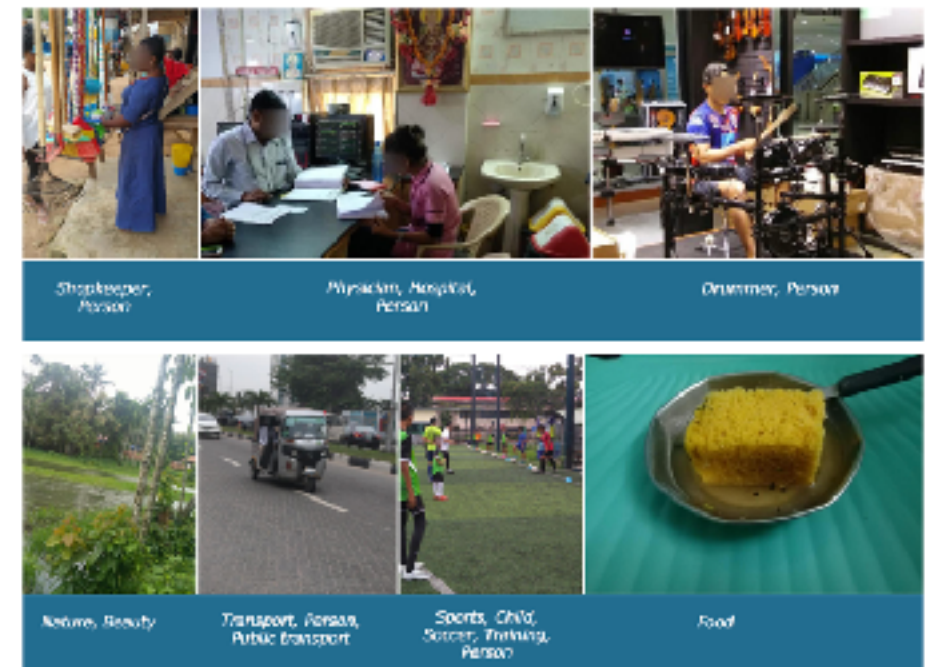 Shopkeeper,
Person
Physician, Hospital,
Person
Drummer, Person
Nature, Beauty
Transport, Person,
Public transport
Sports, Child,
Soccer, Training,
Person
Food